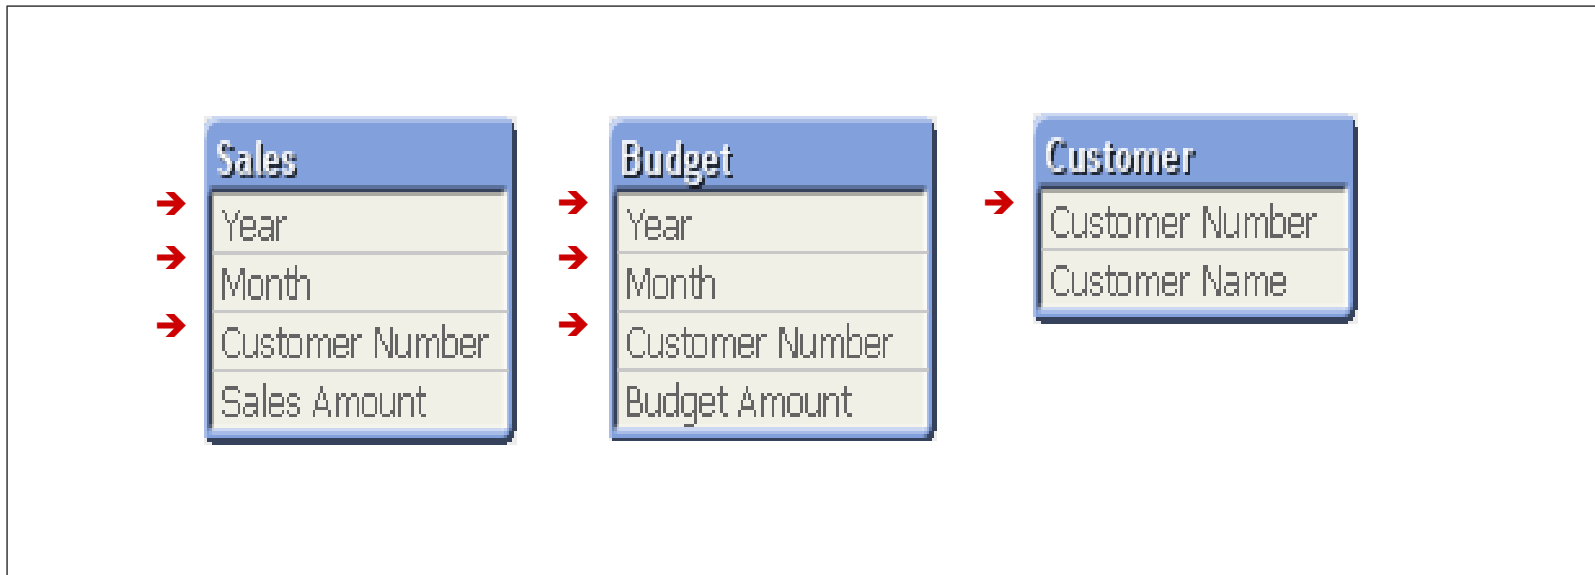 Sales
Year
Month
Customer Number
Sales Amount
Budget
Year
Month
Customer Number
Budget Amount
Customer
Customer Number
Customer Name